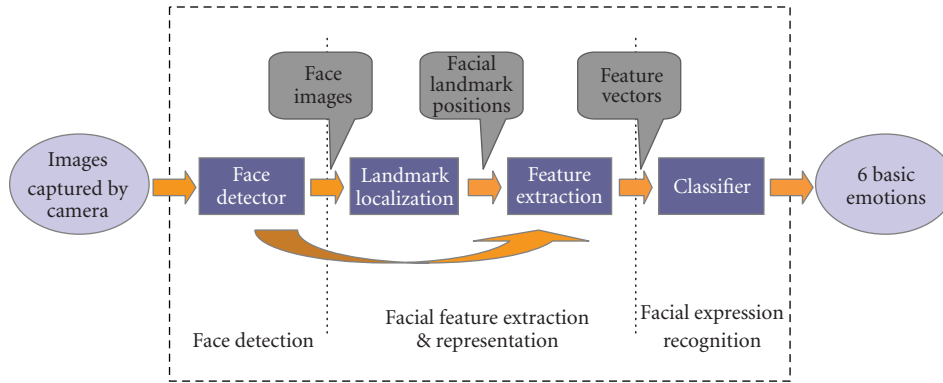 Face
images
Facial
landmark
positions
Feature
vectors
Images
captured by
camera
Face
detector
Landmark
localization
Feature
extraction
Classifier
6 basic
emotions
Face detection
Facial feature extraction
& representation
Facial expression
recognition